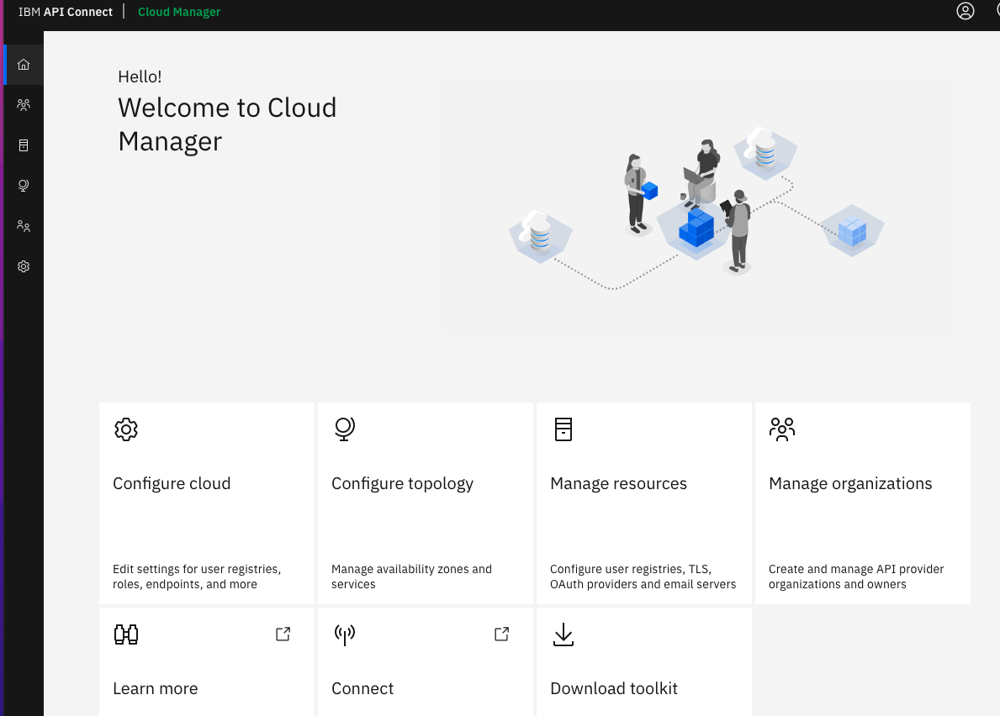 IBM API Connect | Cloud Manager
Hello!
Welcome to Cloud
Manager
Configure cloud
Edit settings for user registries,
roles, endpoints, and more
Configure topology
Manage availability zones and
services
Manage resources
Configure user registries, TLS,
OAuth providers and email servers
Manage organizations
Create and manage API provider
organizations and owners
Learn more
Connect
Download toolkit